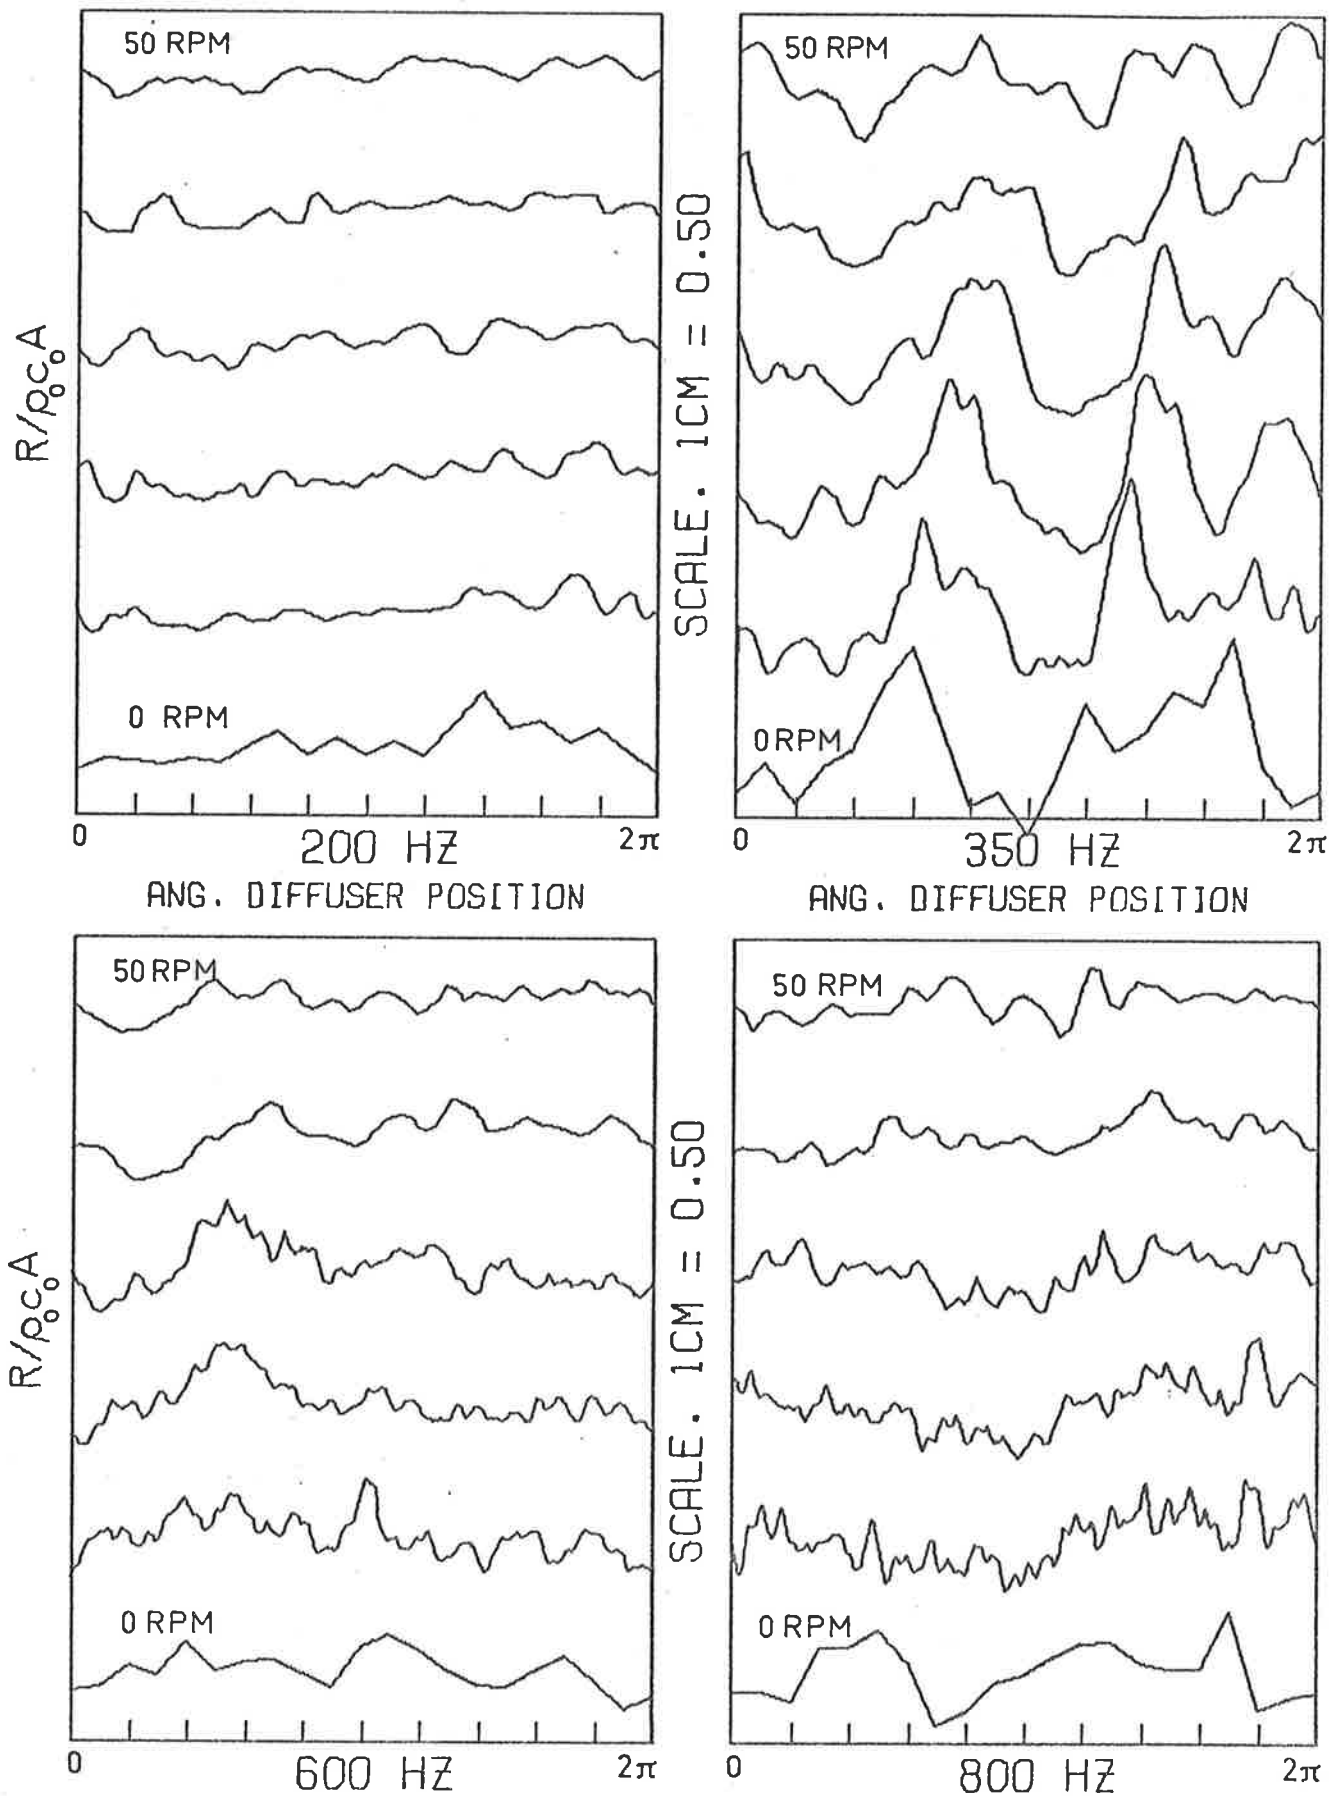 50 RPM
0 RPM
R/ρ₀c₀A
0 2π
200 HZ
ANG. DIFFUSER POSITION
SCALE. 1CM = 0.50
50 RPM
0 RPM
0 2π
350 HZ
ANG. DIFFUSER POSITION
50 RPM
0 RPM
R/ρ₀c₀A
0 2π
600 HZ
SCALE. 1CM = 0.50
50 RPM
0 RPM
0 2π
800 HZ